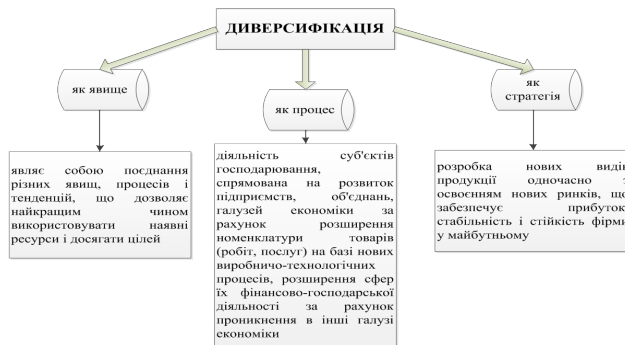 ДИВЕРСИФІКАЦІЯ
як явище
як процес
як
стратегія
являє собою поєднання
різних явищ, процесів і
тенденцій, що дозволяє
найкращим чином
використовувати наявні
ресурси і досягати цілей
діяльність суб'єктів
господарювання,
спрямована на розвиток
підприємств, об'єднань,
галузей економіки за
рахунок розширення
номенклатури товарів
(робіт, послуг) на базі нових
виробничо-технологічних
процесів, розширення сфер
їх фінансово-господарської
діяльності за рахунок
проникнення в інші галузі
економіки
розробка нових видів
продукції одночасно з
освоєнням нових ринків, що
забезпечує прибуток,
стабільність і стійкість фірми
у майбутньому